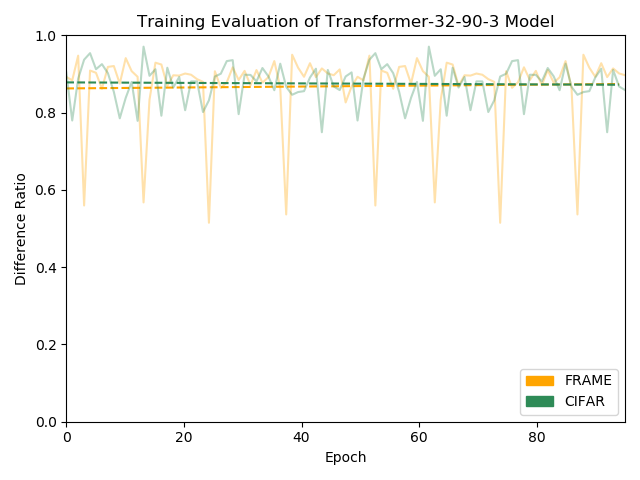 Training Evaluation of Transformer-32-90-3 Model
1.0
0.8
0.6
0.4
0.2
0.0
Difference Ratio
0
20
40
60
80
Epoch
FRAME
CIFAR